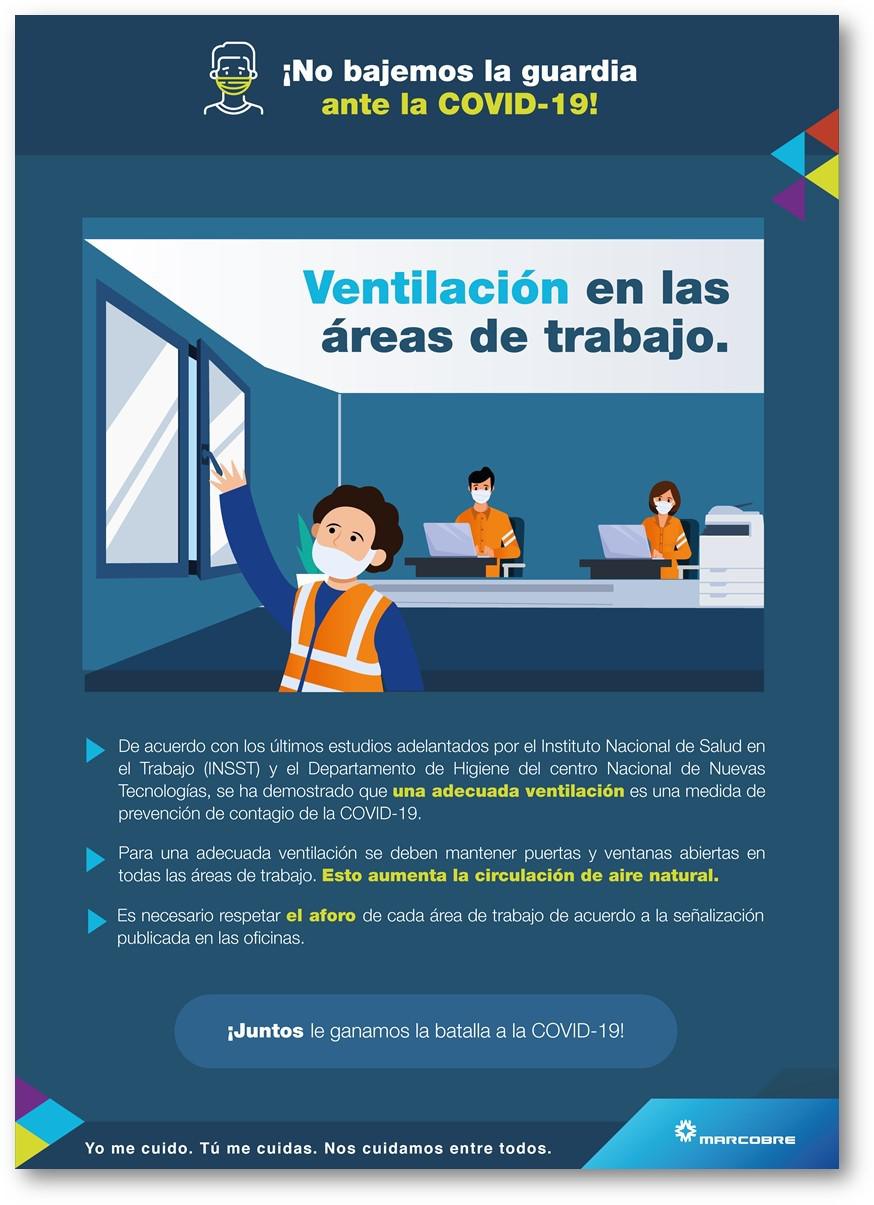 ¡No bajemos la guardia
ante la COVID-19!
Ventilación en las
áreas de trabajo.
De acuerdo con los últimos estudios adelantados por el Instituto Nacional de Salud en
el Trabajo (INSST) y el Departamento de Higiene del centro Nacional de Nuevas
Tecnologías, se ha demostrado que una adecuada ventilación es una medida de
prevención de contagio de la COVID-19.
Para una adecuada ventilación se deben mantener puertas y ventanas abiertas en
todas las áreas de trabajo. Esto aumenta la circulación de aire natural.
Es necesario respetar el aforo de cada área de trabajo de acuerdo a la señalización
publicada en las oficinas.
¡Juntos le ganamos la batalla a la COVID-19!
Yo me cuido. Tú me cuidas. Nos cuidamos entre todos.
MARCOBRE